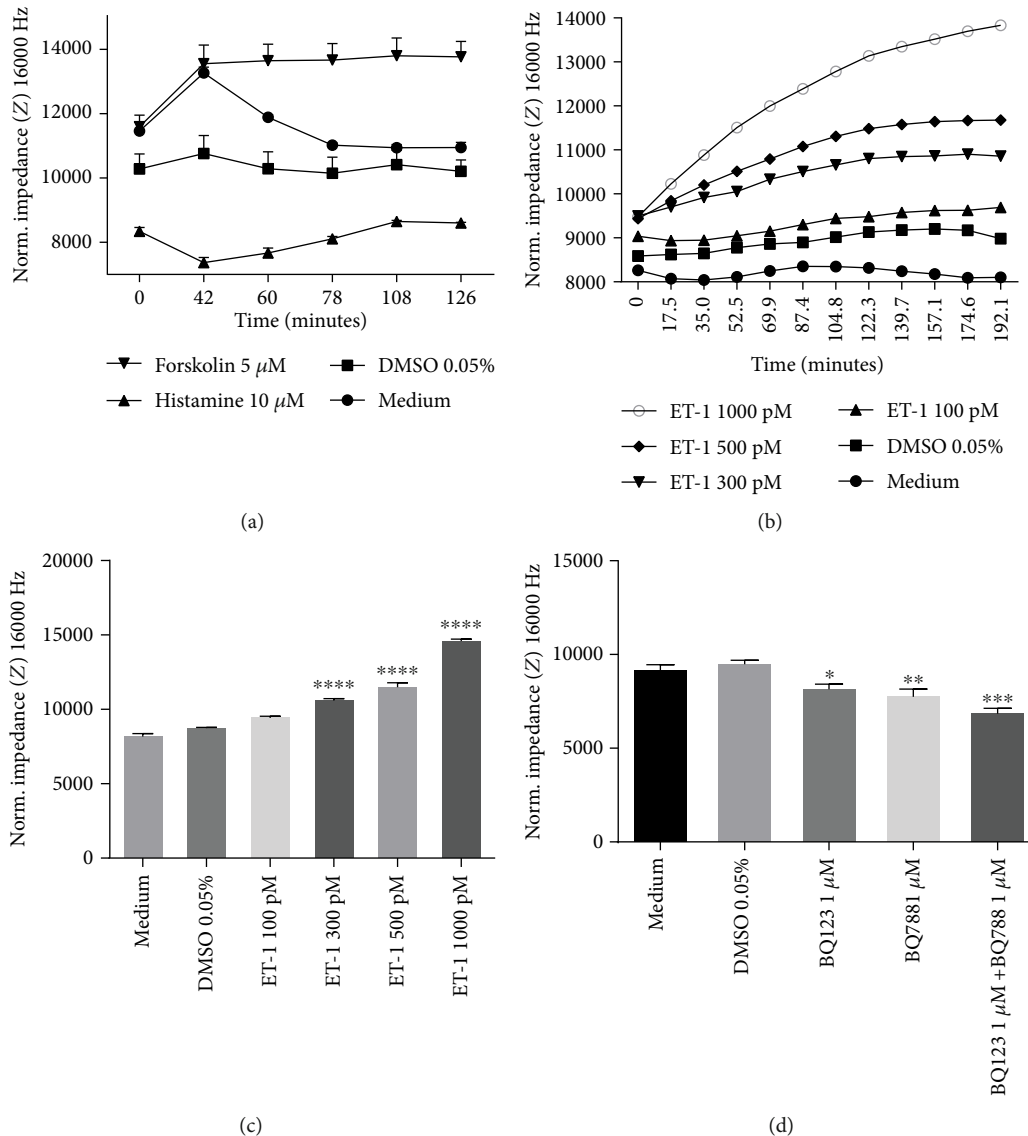 (a)
Norm. impedance (Z) 16000 Hz
14000
12000
10000
8000
0 42 60 78 108 126
Time (minutes)
Forskolin 5 μM
DMSO 0.05%
Histamine 10 μM
Medium
(b)
Norm. impedance (Z) 16000 Hz
14000
13000
12000
11000
10000
9000
8000
0 17.5 35.0 52.5 69.9 87.4 104.8 122.3 139.7 157.1 174.6 192.1
Time (minutes)
ET-1 1000 pM
ET-1 100 pM
ET-1 500 pM
DMSO 0.05%
ET-1 300 pM
Medium
(c)
Norm. impedance (Z) 16000 Hz
20000
15000
10000
5000
0
****
****
****
Medium
DMSO 0.05%
ET-1 100 pM
ET-1 300 pM
ET-1 500 pM
ET-1 1000 pM
(d)
Norm. impedance (Z) 16000 Hz
15000
10000
5000
0
*
**
***
Medium
DMSO 0.05%
BQ123 1 μM
BQ7881 μM
BQ123 1 μM +BQ788 1 μM